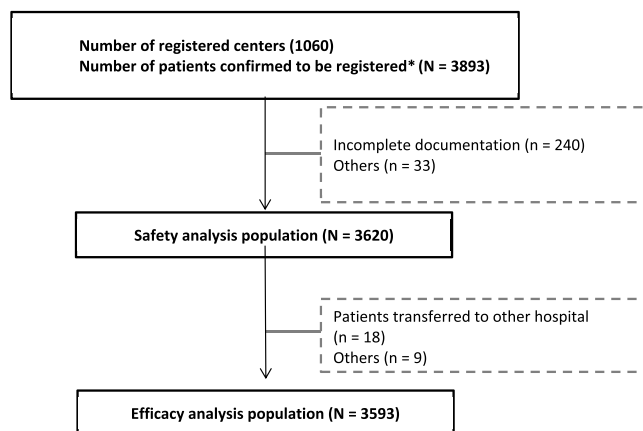 Number of registered centers (1060)
Number of patients confirmed to be registered* (N = 3893)
Incomplete documentation (n = 240)
Others (n = 33)
Safety analysis population (N = 3620)
Patients transferred to other hospital
(n = 18)
Others (n = 9)
Efficacy analysis population (N = 3593)